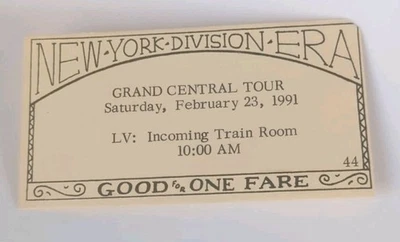 NEW·YORK·DIVISION·ERA
GRAND CENTRAL TOUR
Saturday, February 23, 1991
LV: Incoming Train Room
10:00 AM
44
GOOD FOR ONE FARE